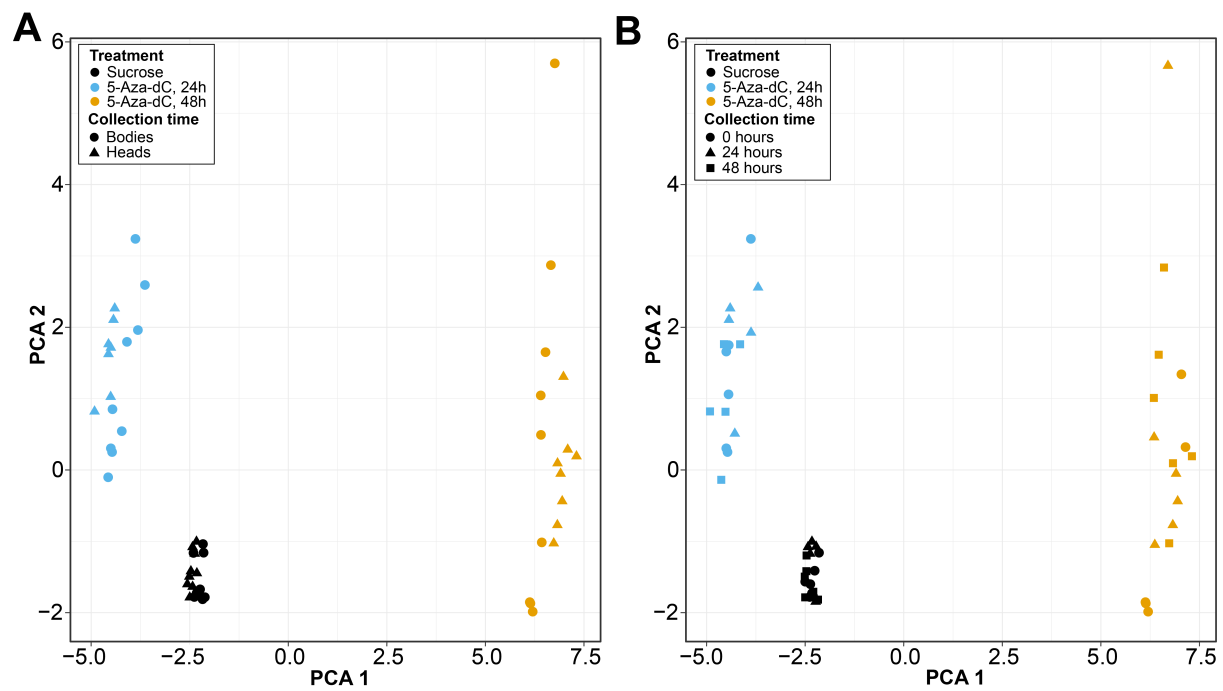 A
Treatment
Sucrose
5-Aza-dC, 24h
5-Aza-dC, 48h
Collection time
Bodies
Heads
6
4
2
0
−2
PCA 2
−5.0
−2.5
0.0
2.5
5.0
7.5
PCA 1
B
Treatment
Sucrose
5-Aza-dC, 24h
5-Aza-dC, 48h
Collection time
0 hours
24 hours
48 hours
6
4
2
0
−2
PCA 2
−5.0
−2.5
0.0
2.5
5.0
7.5
PCA 1